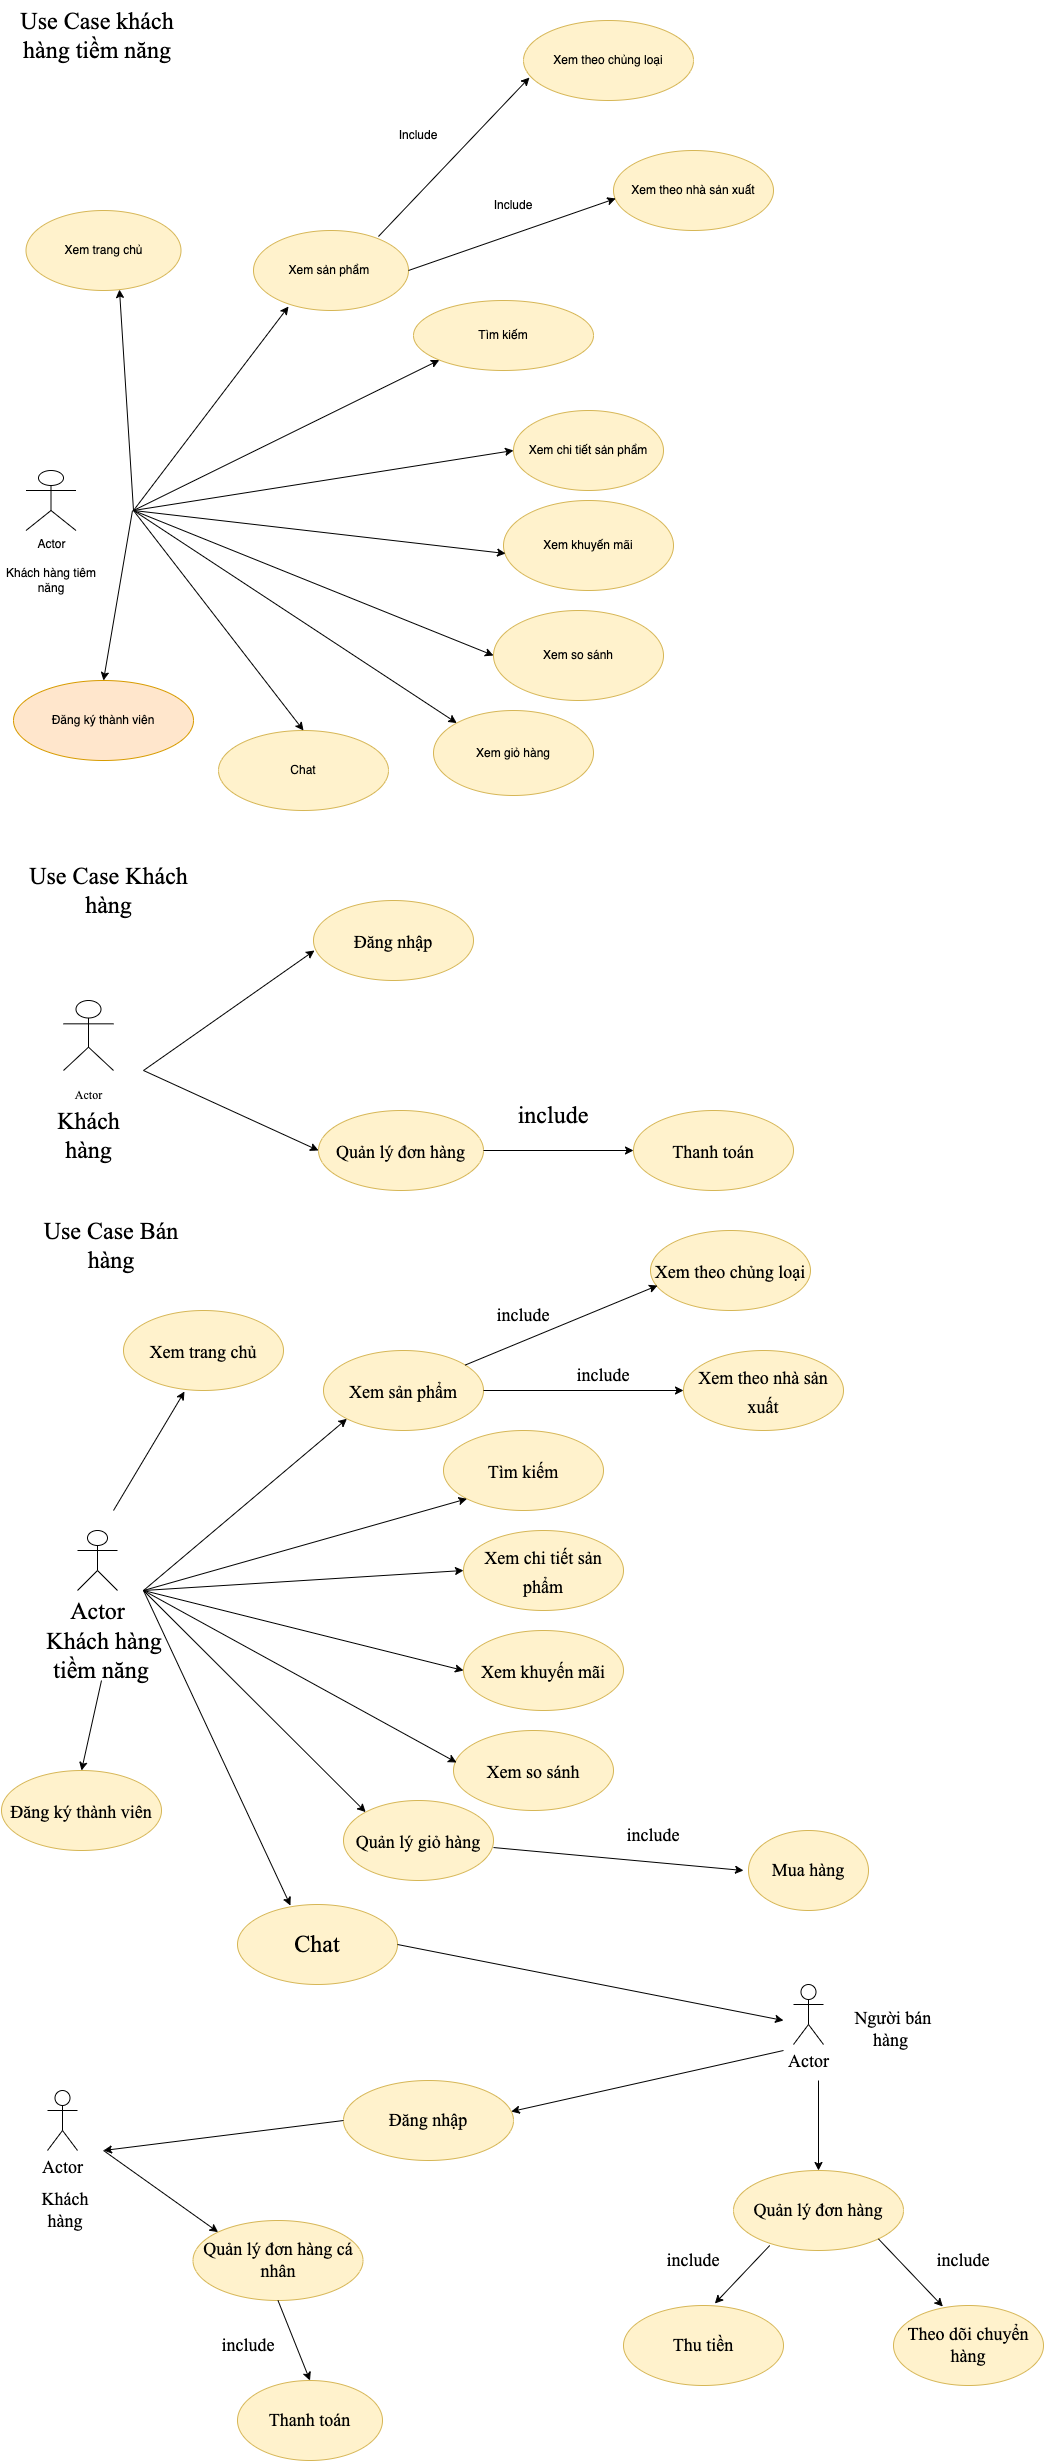 Use Case khách
hàng tiềm năng
Xem theo chủng loại
Include
Xem theo nhà sản xuất
Include
Xem trang chủ
Xem sản phẩm
Tìm kiếm
Xem chi tiết sản phẩm
Actor
Xem khuyến mãi
Khách hàng tiêm
năng
Xem so sánh
Đăng ký thành viên
Xem giỏ hàng
Chat
Use Case Khách
hàng
Đăng nhập
Actor
Khách
hàng
include
Quản lý đơn hàng
Thanh toán
Use Case Bán
hàng
Xem theo chủng loại
include
Xem trang chủ
Xem sản phẩm
include
Xem theo nhà sản
xuất
Tìm kiếm
Xem chi tiết sản
phẩm
Actor
Khách hàng
tiềm năng
Xem khuyến mãi
Xem so sánh
Đăng ký thành viên
Quản lý giỏ hàng
include
Mua hàng
Chat
Người bán
hàng
Actor
Đăng nhập
Actor
Khách
hàng
Quản lý đơn hàng
Quản lý đơn hàng cá
nhân
include
include
include
Thu tiền
Theo dõi chuyển
hàng
Thanh toán